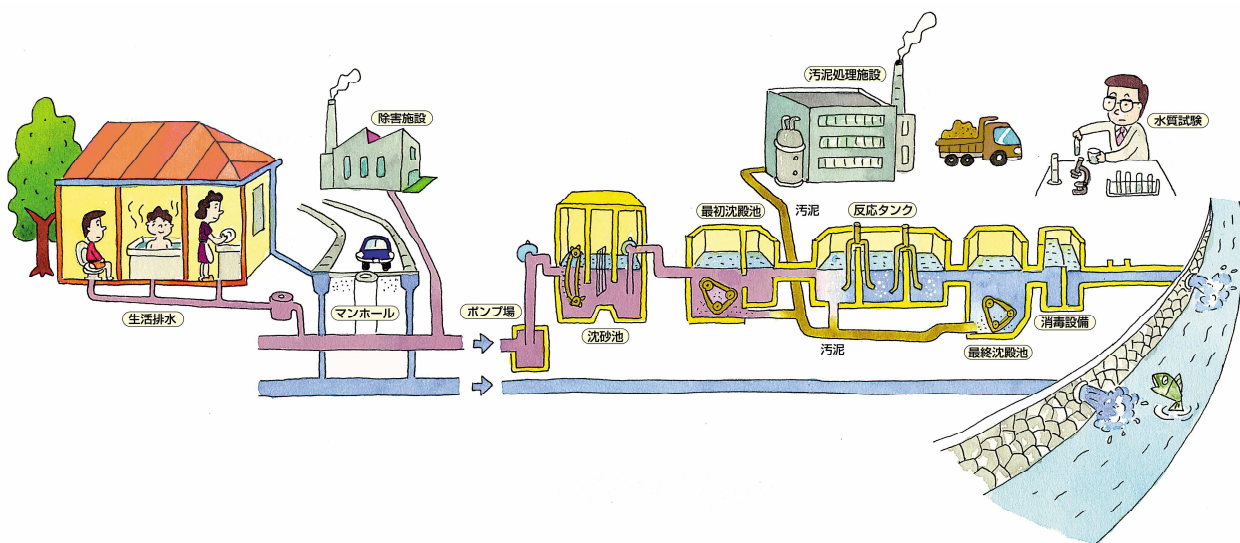 汚泥処理施設
除害施設
水質試験
最初沈殿池
汚泥
反応タンク
生活排水
マンホール
ポンプ場
沈砂池
消毒設備
汚泥
最終沈殿池